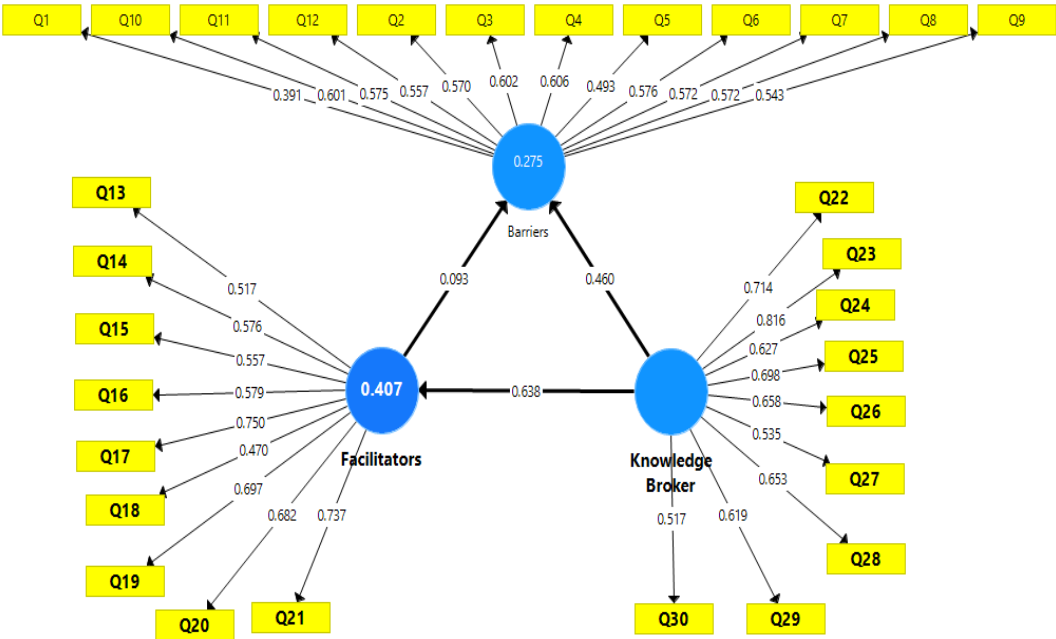 Q1 Q10 Q11 Q12 Q2 Q3 Q4 Q5 Q6 Q7 Q8 Q9
0.391 0.601 0.575 0.557 0.570 0.602 0.606 0.493 0.576 0.572 0.572 0.543
0.275
Barriers
Q13
Q14
Q15
Q16
Q17
Q18
Q19
Q20
Q21
0.517
0.576
0.557
0.579
0.750
0.470
0.697
0.682
0.737
0.407
Facilitators
0.093
0.460
0.638
Knowledge
Broker
0.714
0.816
0.627
0.698
0.658
0.535
0.653
0.619
0.517
Q22
Q23
Q24
Q25
Q26
Q27
Q28
Q29
Q30